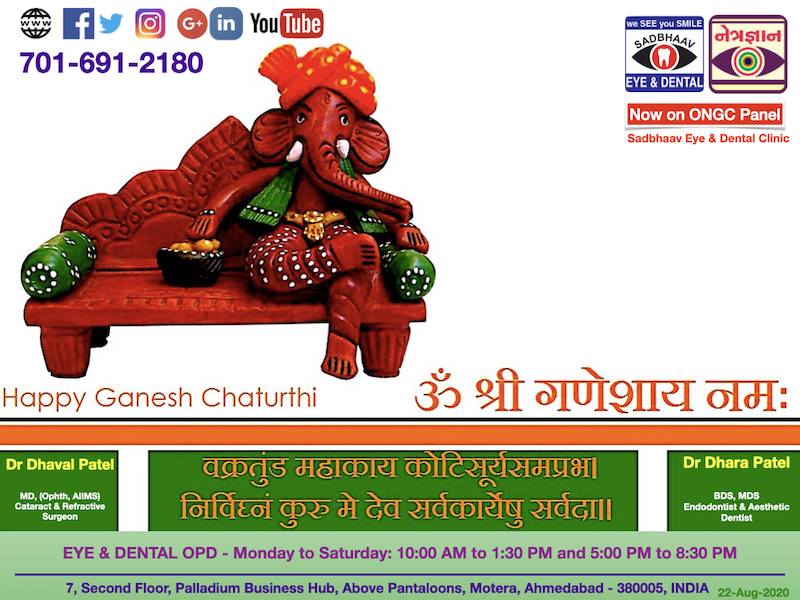 You Tube
701-691-2180
we SEE you SMILE
SADBHAAV
EYE & DENTAL
નેત્રજ્ઞાન
Now on ONGC Panel
Sadbhaav Eye & Dental Clinic
Happy Ganesh Chaturthi
ॐ श्री गणेशाय नमः
Dr Dhaval Patel
MD, (Ophth, AIIMS)
Cataract & Refractive
Surgeon
वक्रतुंड महाकाय कोटिसूर्यसमप्रभ।
निर्विघ्नं कुरु मे देव सर्वकार्येषु सर्वदा।।
Dr Dhara Patel
BDS, MDS
Endodontist & Aesthetic
Dentist
EYE & DENTAL OPD - Monday to Saturday: 10:00 AM to 1:30 PM and 5:00 PM to 8:30 PM
7, Second Floor, Palladium Business Hub, Above Pantaloons, Motera, Ahmedabad - 380005, INDIA
22-Aug-2020